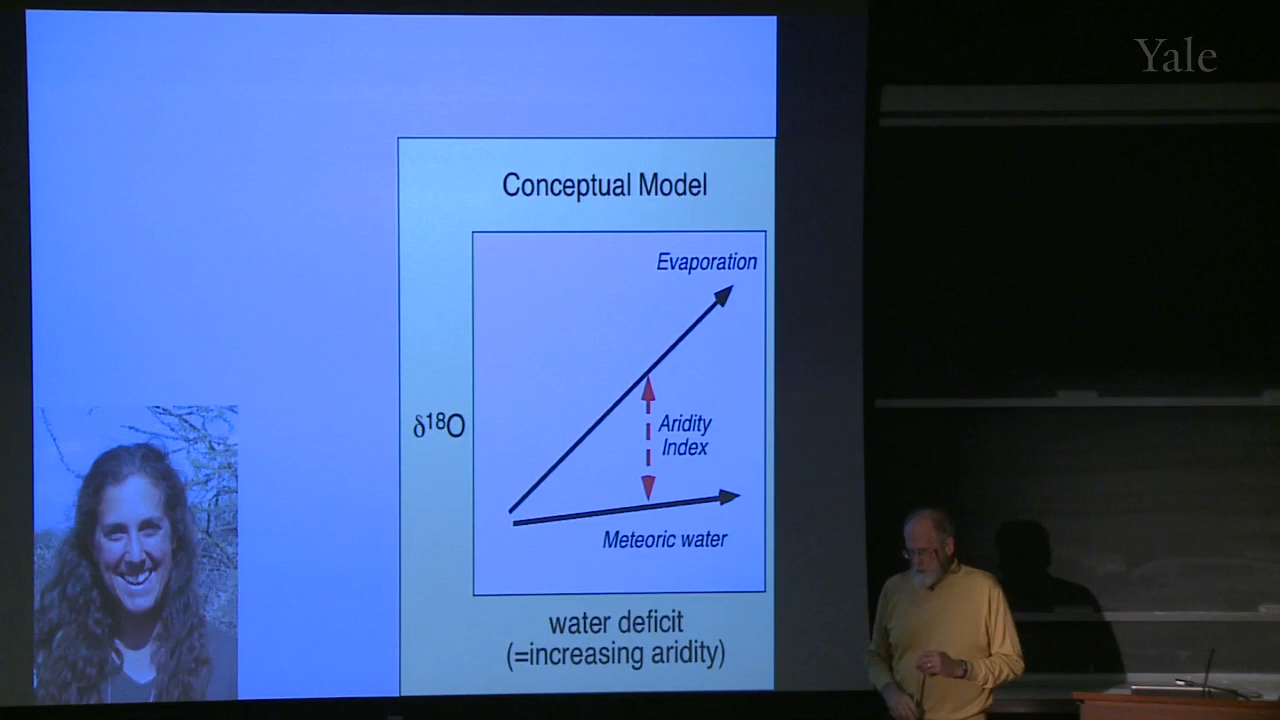 Yale
Conceptual Model
Evaporation
δ18O
Aridity
Index
Meteoric water
water deficit
(=increasing aridity)